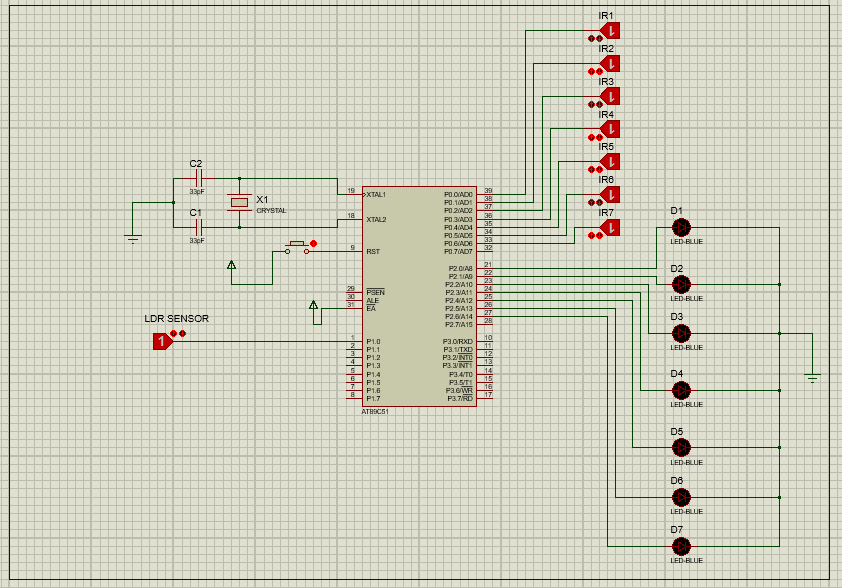 IR1
IR2
IR3
IR4
IR5
IR6
IR7
C2
33pF
C1
33pF
X1
CRYSTAL
19
18
9
29
30
31
1
2
3
4
5
6
7
8
XTAL1
XTAL2
RST
PSEN
ALE
EA
P1.0
P1.1
P1.2
P1.3
P1.4
P1.5
P1.6
P1.7
P0.0/AD0
P0.1/AD1
P0.2/AD2
P0.3/AD3
P0.4/AD4
P0.5/AD5
P0.6/AD6
P0.7/AD7
P2.0/A8
P2.1/A9
P2.2/A10
P2.3/A11
P2.4/A12
P2.5/A13
P2.6/A14
P2.7/A15
P3.0/RXD
P3.1/TXD
P3.2/INT0
P3.3/INT1
P3.4/T0
P3.5/T1
P3.6/WR
P3.7/RD
39
38
37
36
35
34
33
32
21
22
23
24
25
26
27
28
10
11
12
13
14
15
16
17
AT89C51
LDR SENSOR
1
1
1
1
1
1
1
1
D1
LED-BLUE
D2
LED-BLUE
D3
LED-BLUE
D4
LED-BLUE
D5
LED-BLUE
D6
LED-BLUE
D7
LED-BLUE